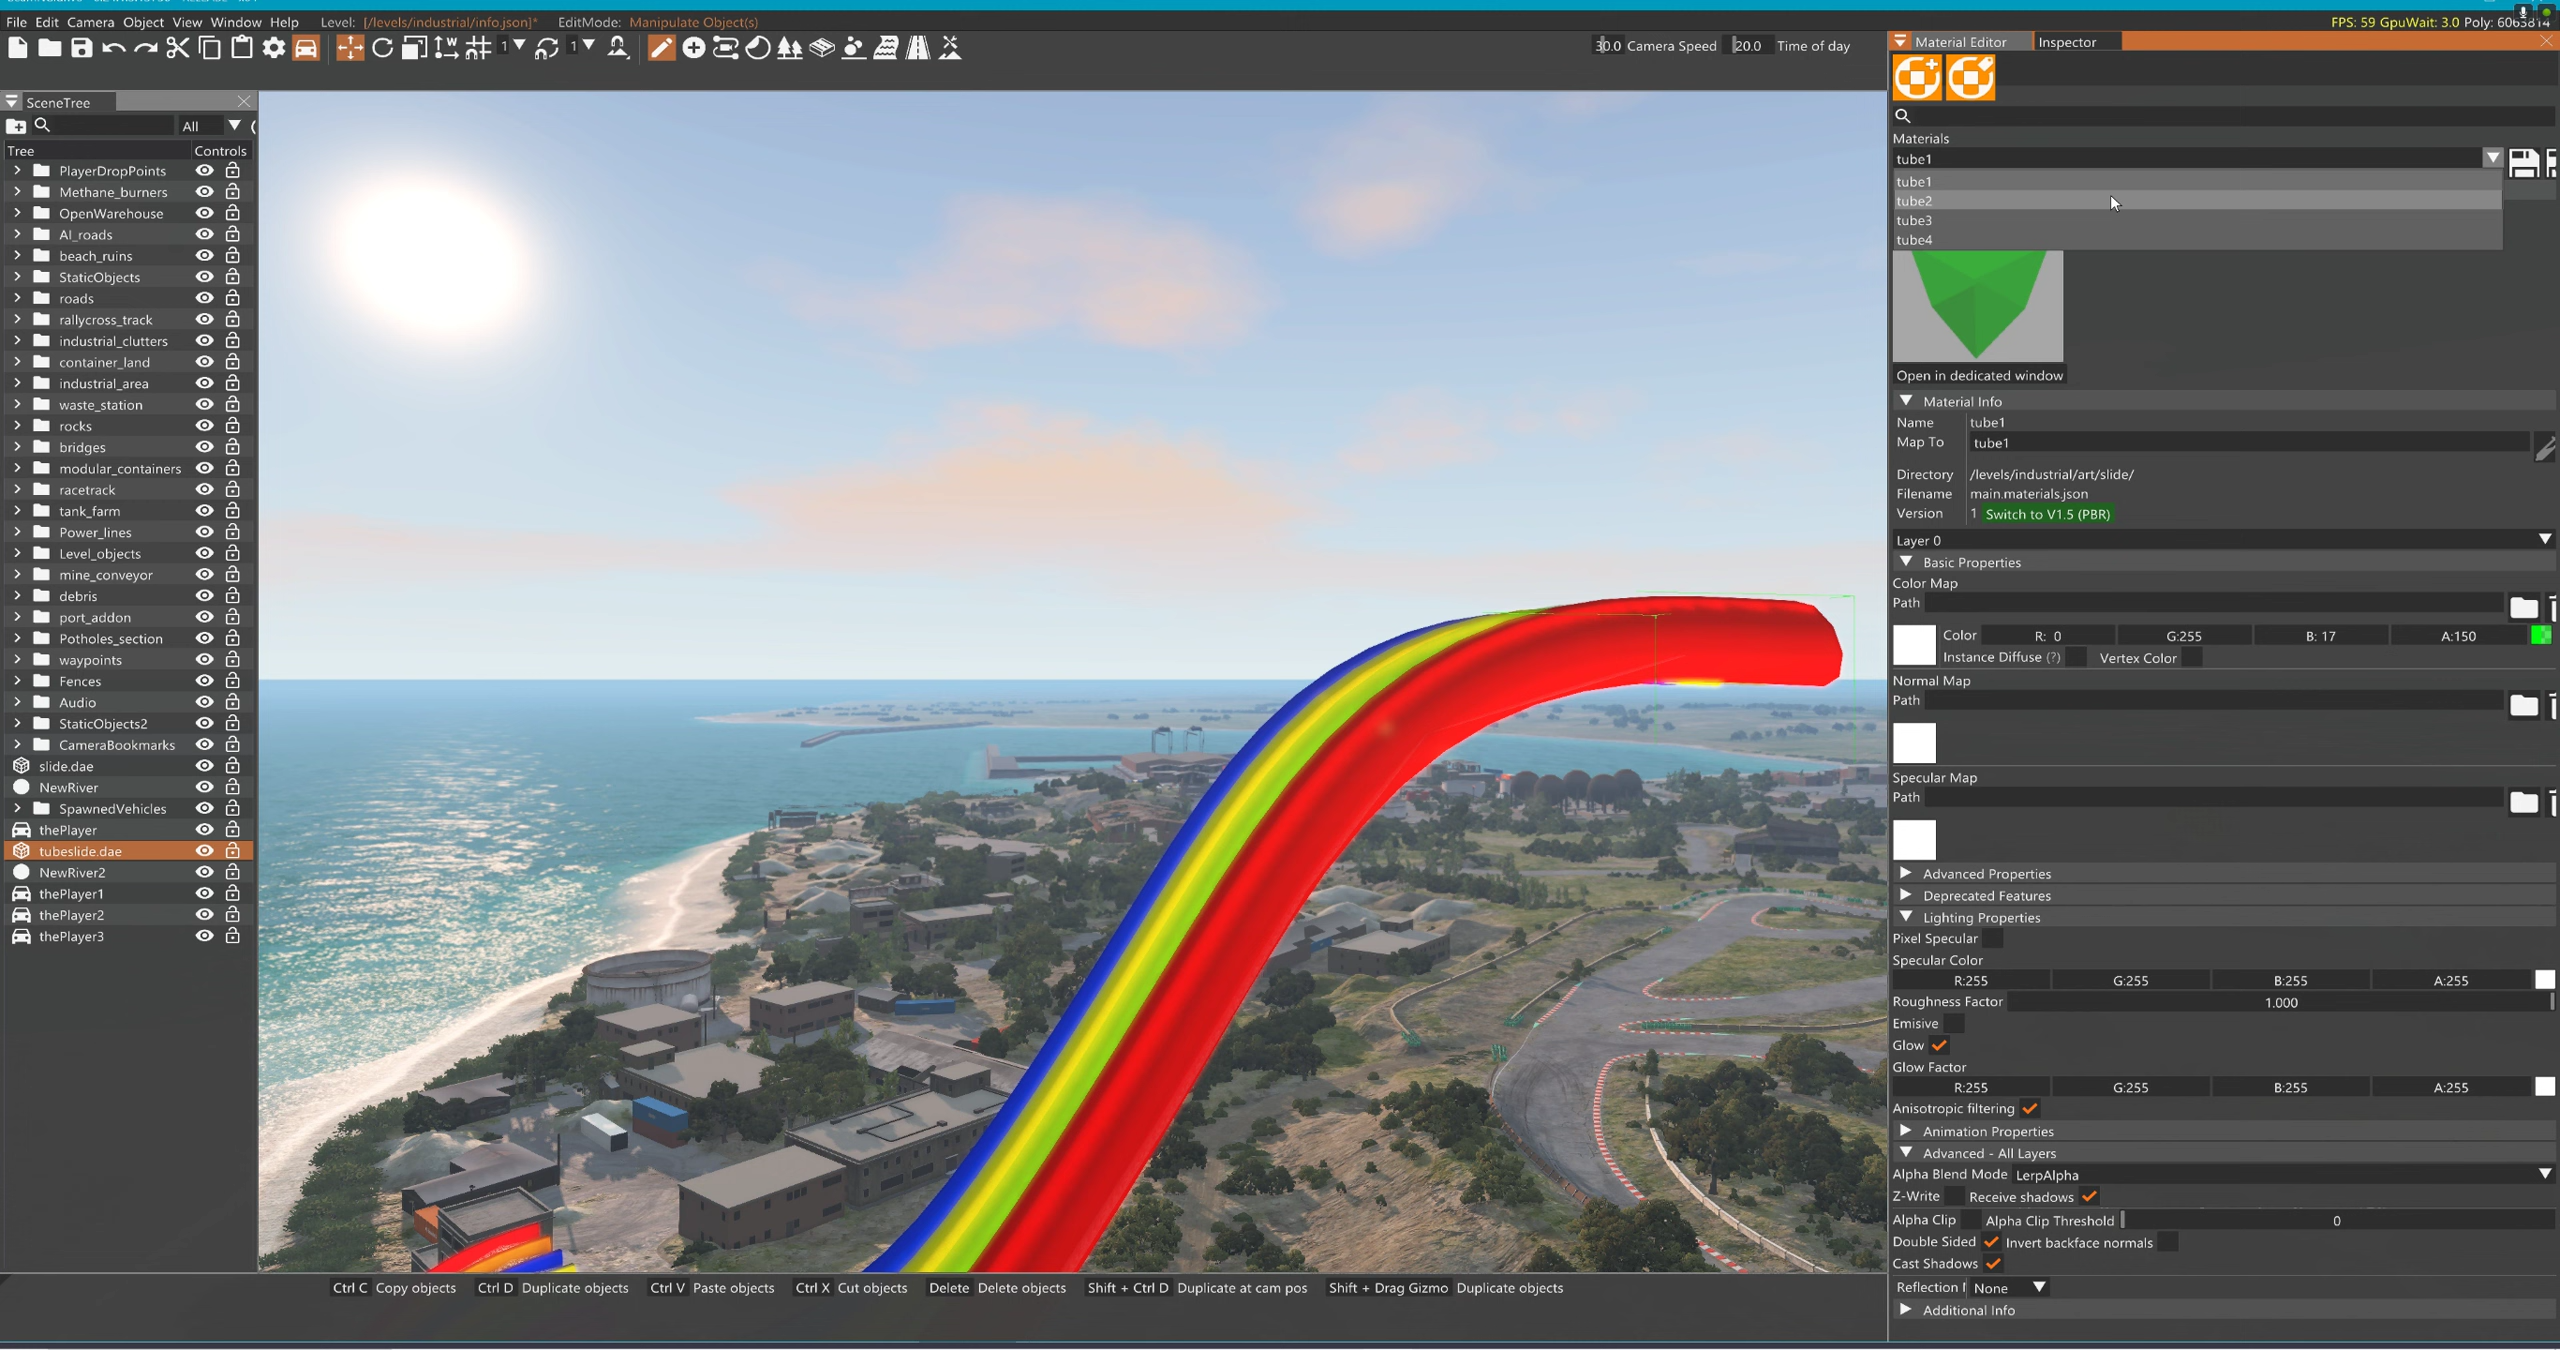 File Edit Camera Object View Window Help Level: [/levels/industrial/info.json]* EditMode: Manipulate Object(s)
FPS: 59 GpuWait: 3.0 Poly: 6063814
1 1
30.0 Camera Speed 20.0 Time of day
SceneTree
All
Tree Controls
PlayerDropPoints
Methane_burners
OpenWarehouse
AI_roads
beach_ruins
StaticObjects
roads
rallycross_track
industrial_clutters
container_land
industrial_area
waste_station
rocks
bridges
modular_containers
racetrack
tank_farm
Power_lines
Level_objects
mine_conveyor
debris
port_addon
Potholes_section
waypoints
Fences
Audio
StaticObjects2
CameraBookmarks
slide.dae
NewRiver
SpawnedVehicles
thePlayer
tubeslide.dae
NewRiver2
thePlayer1
thePlayer2
thePlayer3
Ctrl C Copy objects Ctrl D Duplicate objects Ctrl V Paste objects Ctrl X Cut objects Delete Delete objects Shift + Ctrl D Duplicate at cam pos Shift + Drag Gizmo Duplicate objects
Material Editor Inspector
Materials
tube1
tube1
tube2
tube3
tube4
Open in dedicated window
Material Info
Name tube1
Map To tube1
Directory /levels/industrial/art/slide/
Filename main.materials.json
Version 1 Switch to V1.5 (PBR)
Layer 0
Basic Properties
Color Map
Path
Color R: 0 G:255 B: 17 A:150
Instance Diffuse (?) Vertex Color
Normal Map
Path
Specular Map
Path
Advanced Properties
Deprecated Features
Lighting Properties
Pixel Specular
Specular Color
R:255 G:255 B:255 A:255
Roughness Factor 1.000
Emisive
Glow
Glow Factor
R:255 G:255 B:255 A:255
Anisotropic filtering
Animation Properties
Advanced - All Layers
Alpha Blend Mode LerpAlpha
Z-Write Receive shadows
Alpha Clip Alpha Clip Threshold 0
Double Sided Invert backface normals
Cast Shadows
Reflection None
Additional Info